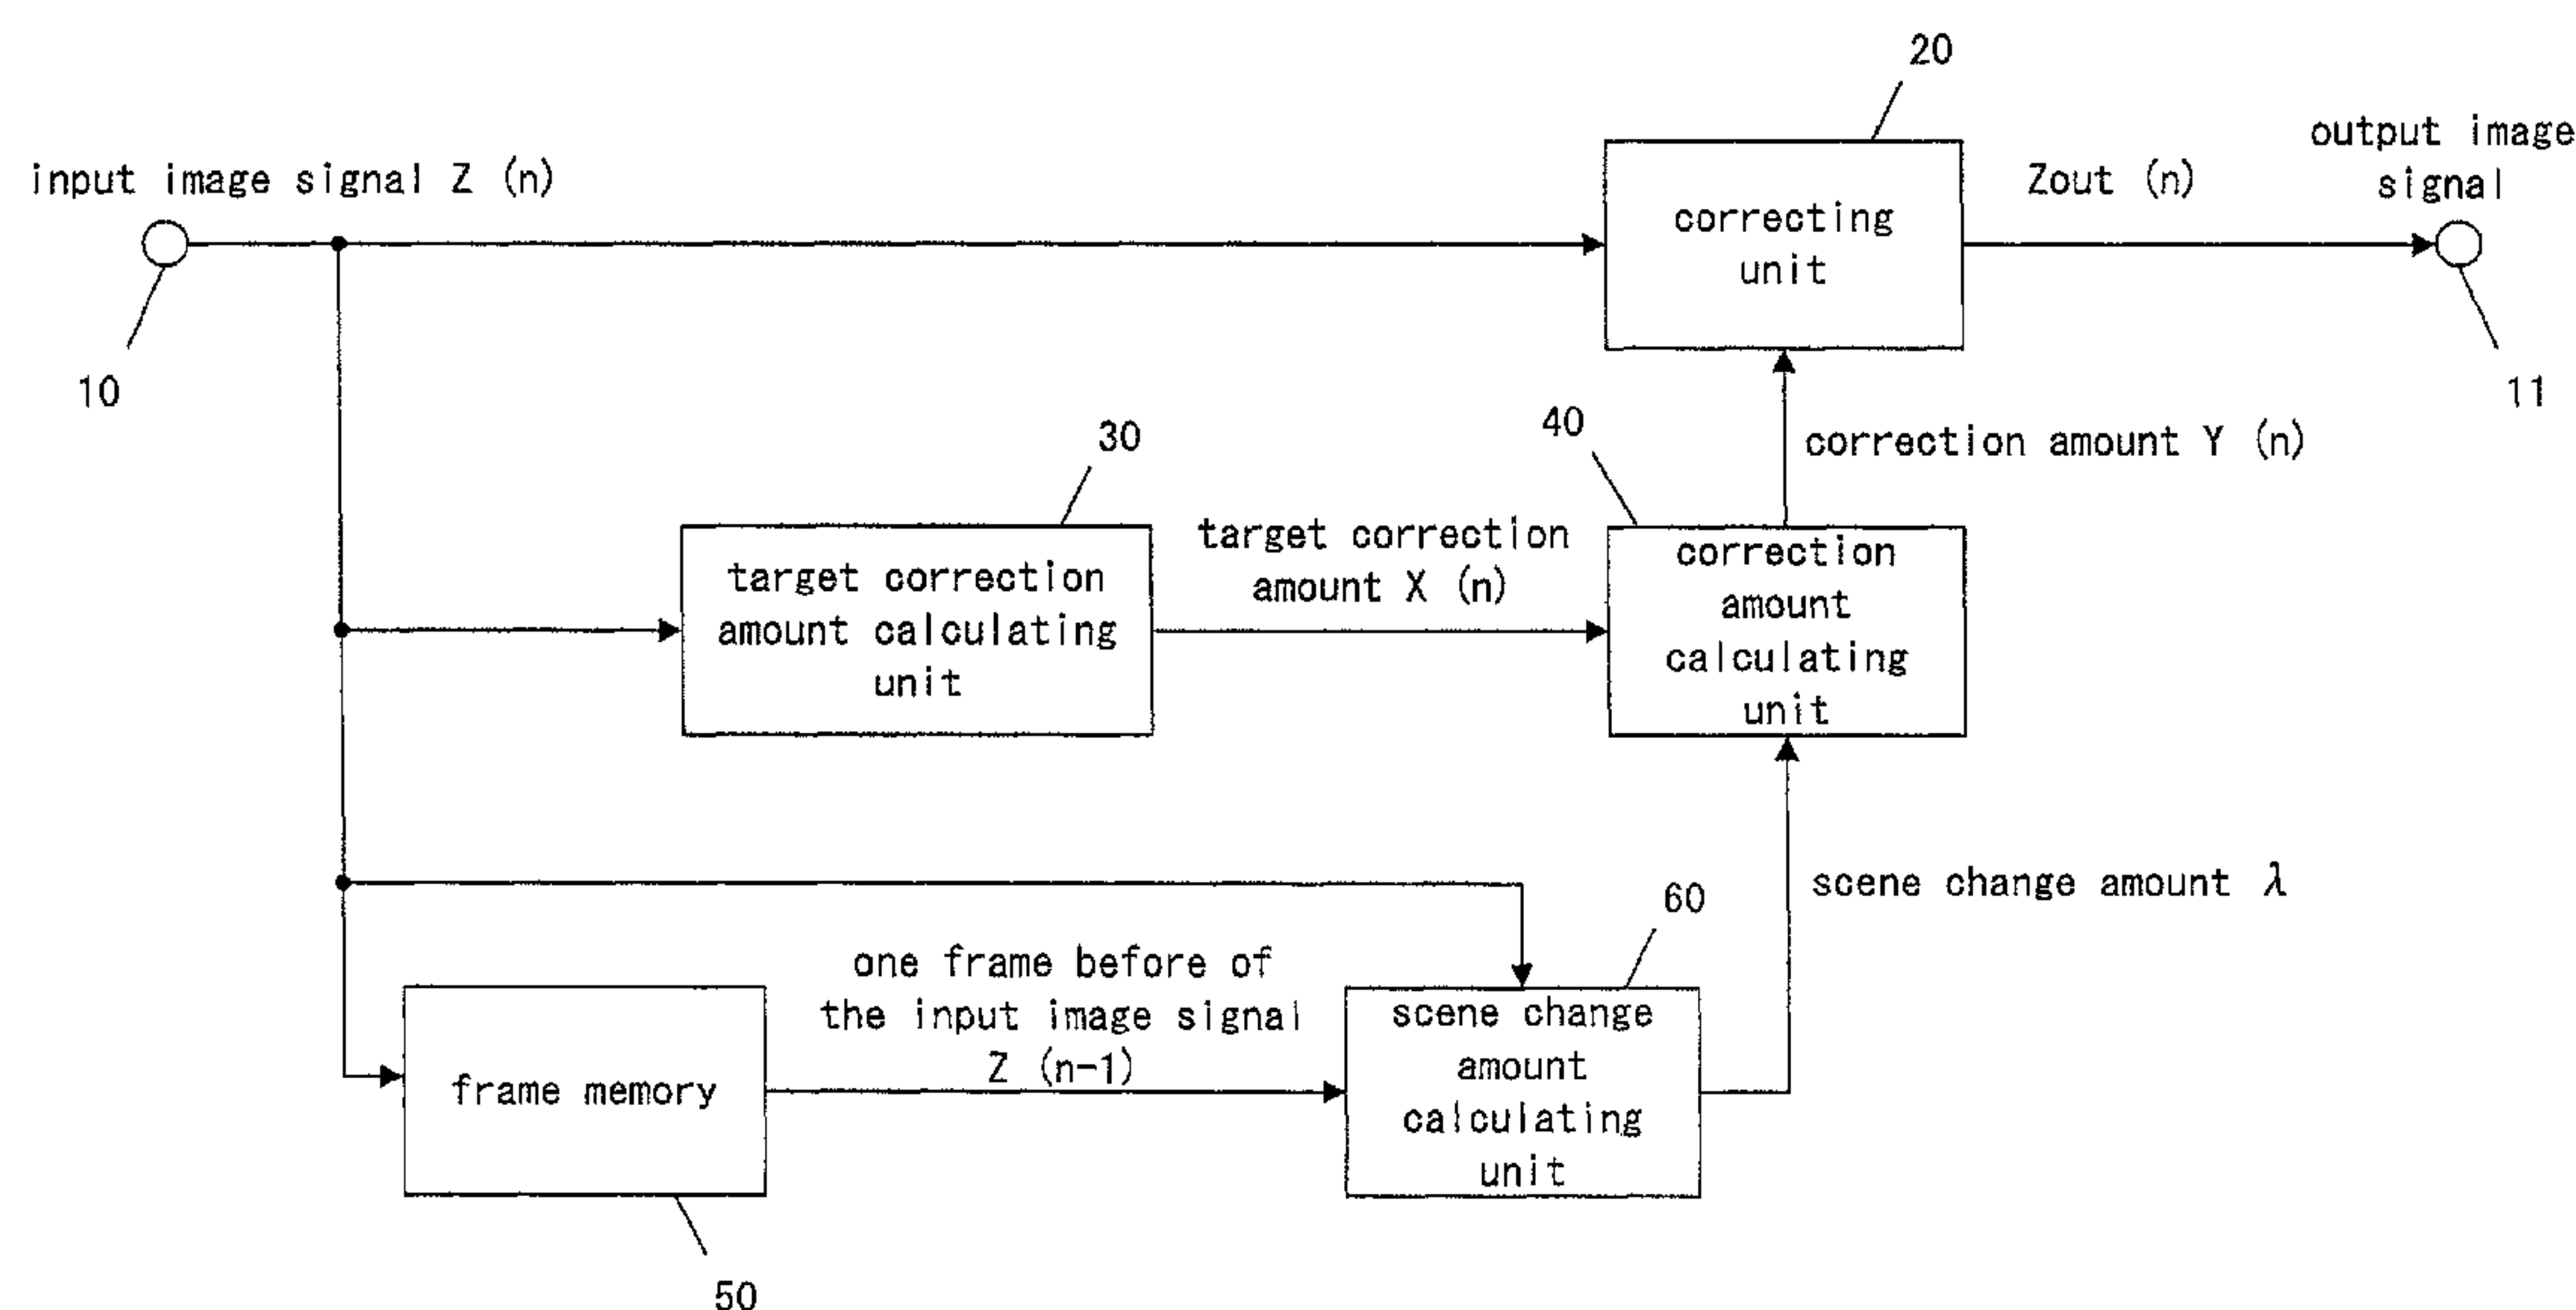 20
output image
signal
input image signal Z (n)
Zout (n)
correcting
unit
10
11
30
40
correction amount Y (n)
target correction
amount X (n)
target correction
amount calculating
unit
correction
amount
calculating
unit
scene change amount λ
60
one frame before of
the input image signal
Z (n-1)
scene change
amount
calculating
unit
frame memory
50